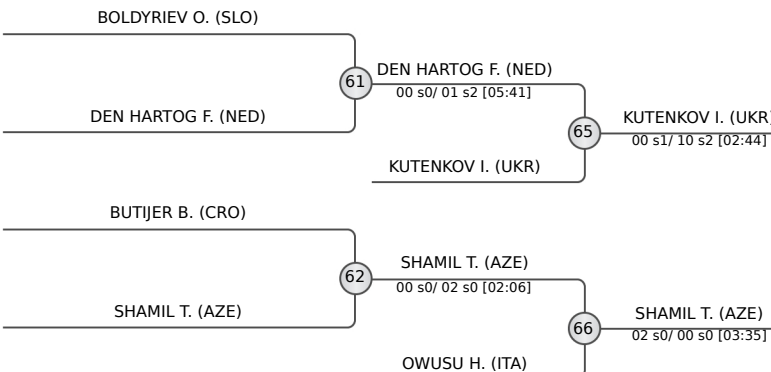 BOLDYRIEV O. (SLO)
61
DEN HARTOG F. (NED)
00 s0/ 01 s2 [05:41]
DEN HARTOG F. (NED)
65
KUTENKOV I. (UKR)
00 s1/ 10 s2 [02:44]
KUTENKOV I. (UKR)
BUTIJER B. (CRO)
62
SHAMIL T. (AZE)
00 s0/ 02 s0 [02:06]
SHAMIL T. (AZE)
66
SHAMIL T. (AZE)
02 s0/ 00 s0 [03:35]
OWUSU H. (ITA)